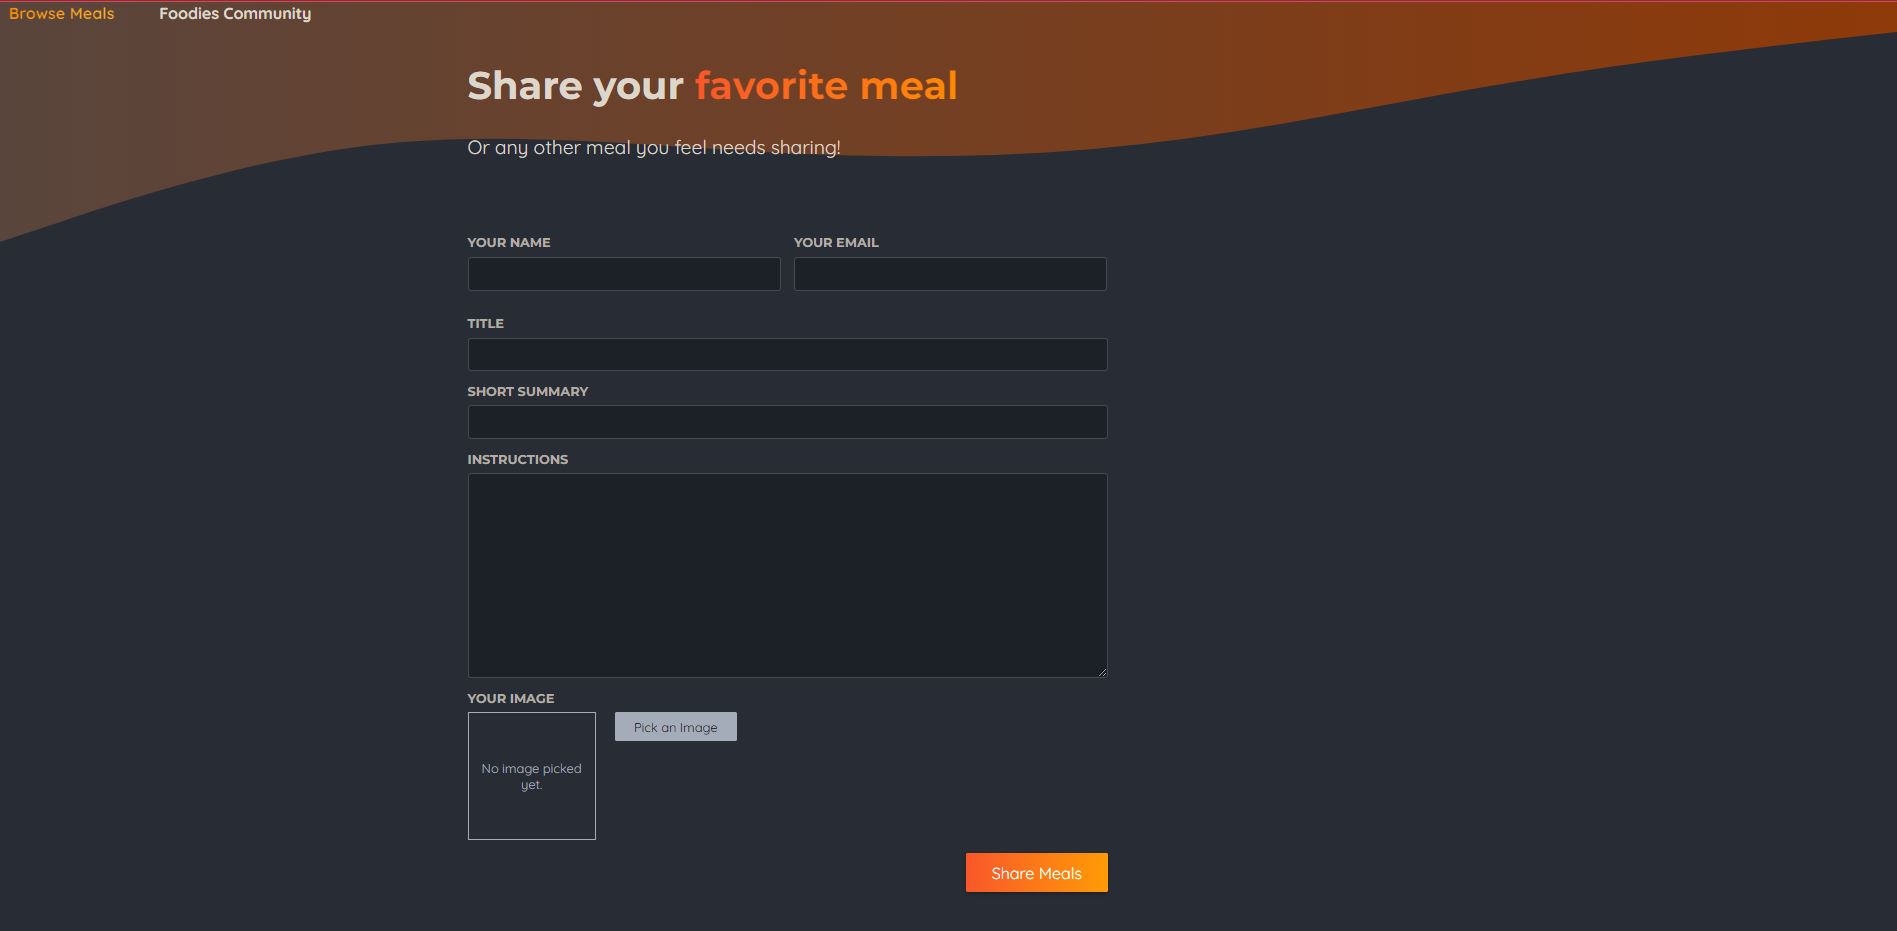 Browse Meals Foodies Community
Share your favorite meal
Or any other meal you feel needs sharing!
YOUR NAME YOUR EMAIL
TITLE
SHORT SUMMARY
INSTRUCTIONS
YOUR IMAGE
Pick an Image
No image picked
yet.
Share Meals